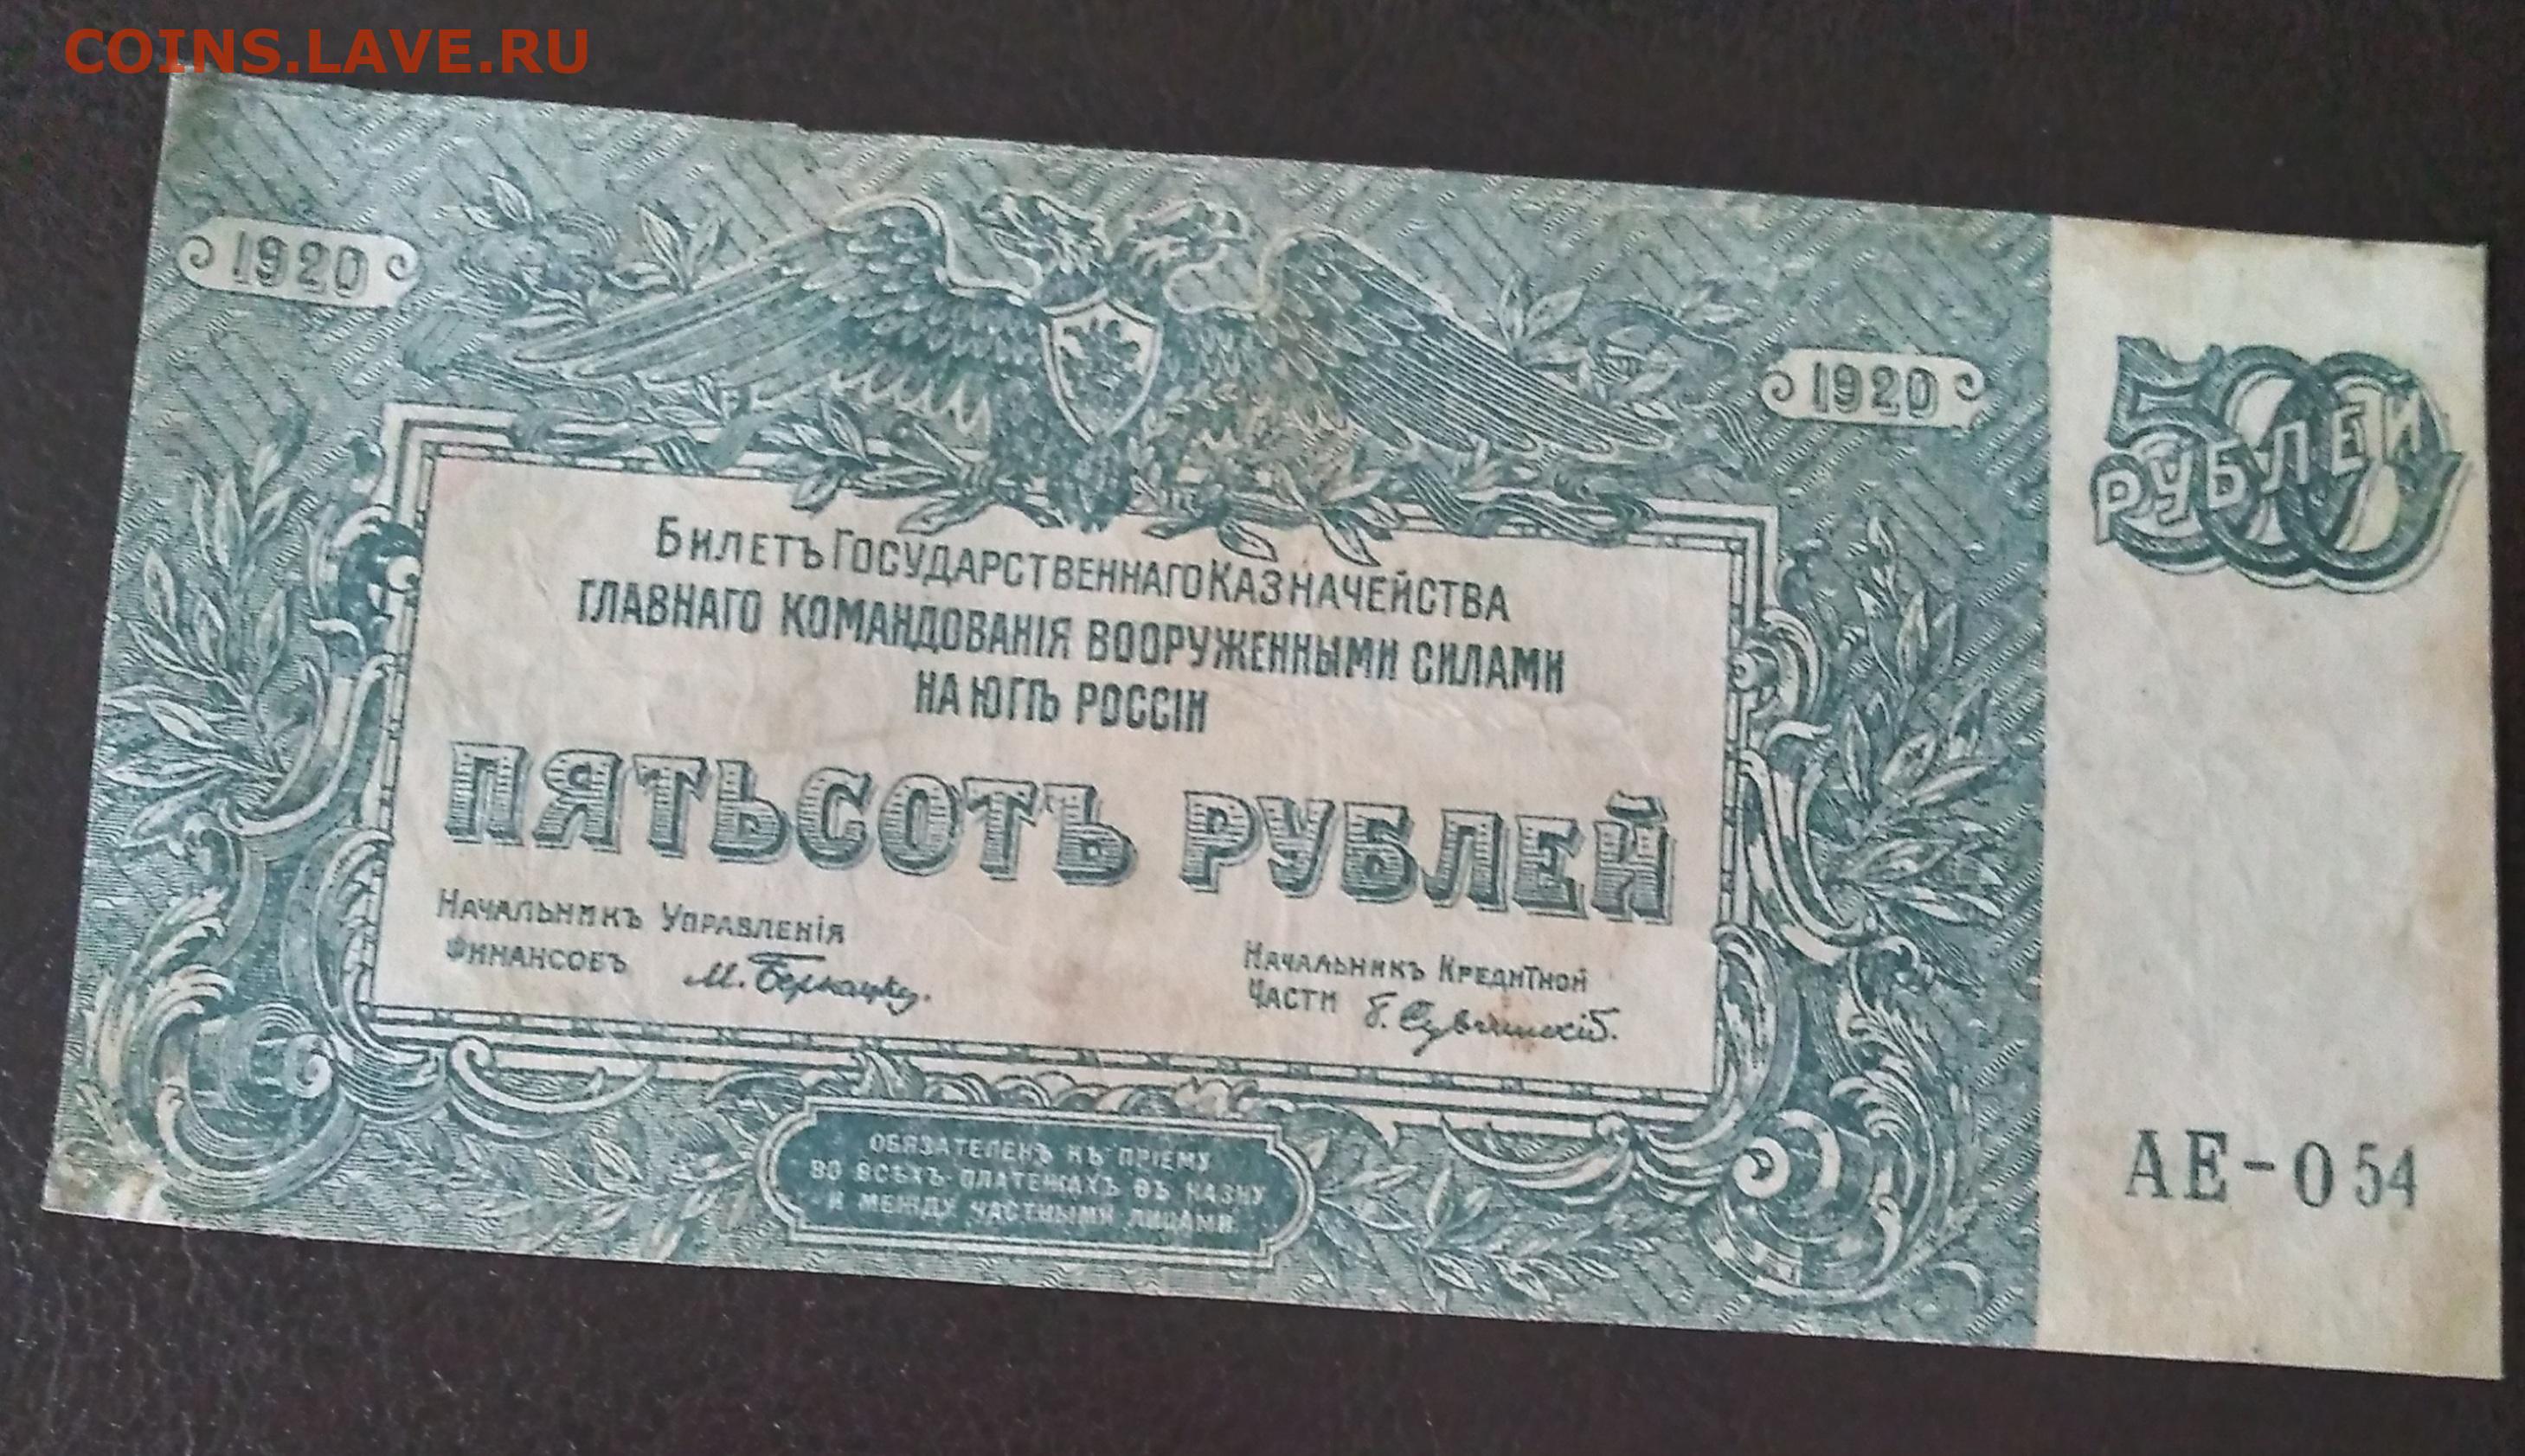 COINS.LAVE.RU
1920
1920
500
РУБЛЕЙ
БИЛЕТЪ ГОСУДАРСТВЕННАГО КАЗНАЧЕЙСТВА
ГЛАВНАГО КОМАНДОВАНІЯ ВООРУЖЕННЫМИ СИЛАМИ
НА ЮГѢ РОССІИ
ПЯТЬСОТЪ РУБЛЕЙ
НАЧАЛЬНИКЪ УПРАВЛЕНІЯ
ФИНАНСОВЪ М. Бернацкій.
НАЧАЛЬНИКЪ КРЕДИТНОЙ
ЧАСТИ
ОБЯЗАТЕЛЕНЪ КЪ ПРІЕМУ
ВО ВСѢХЪ ПЛАТЕЖАХЪ ВЪ КАЗНУ
И МЕЖДУ ЧАСТНЫМИ ЛИЦАМИ.
АЕ-054